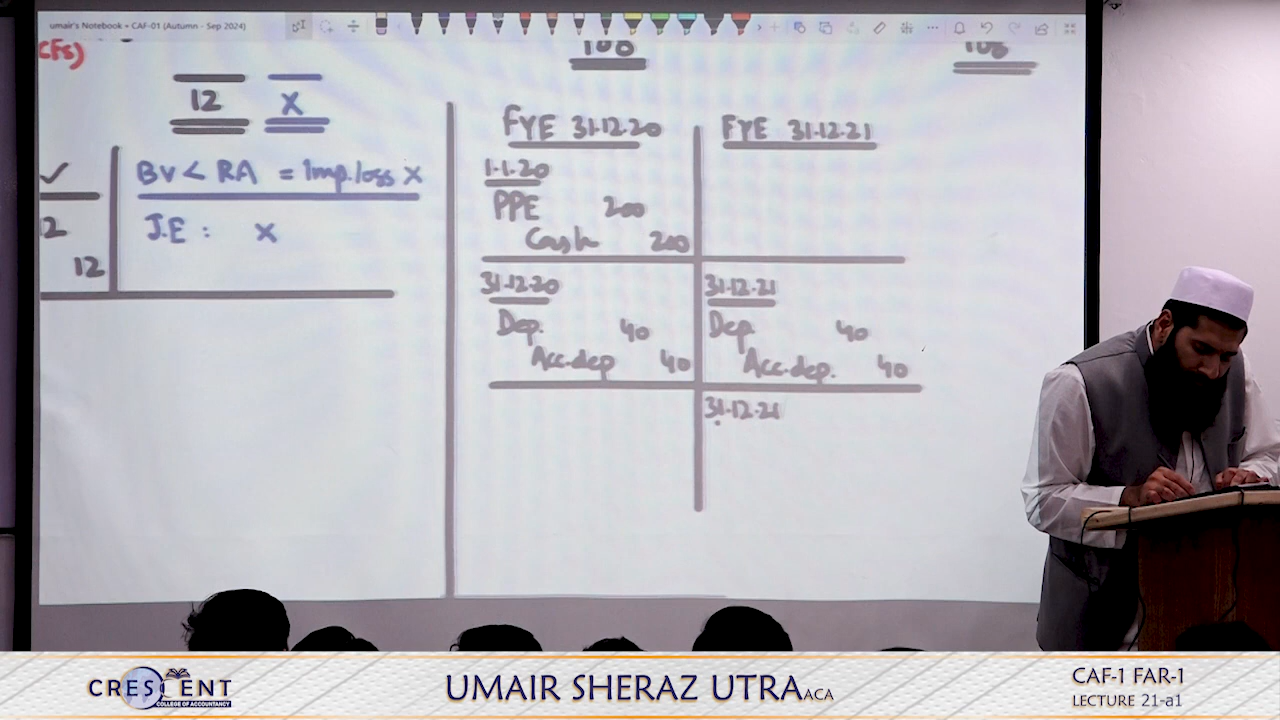 umair's Notebook • CAF-01 (Autumn - Sep 2024)
CFs)
12 X
108
108
✓
2
12
BV < RA = Imp.loss X
J.E : X
FYE 31.12.20
1.1.20
PPE 200
Cash 200
31.12.20
Dep. 40
Acc.dep 40
FYE 31.12.21
31.12.21
Dep 40
Acc.dep. 40
31.12.21
CRESCENT
COLLEGE OF ACCOUNTANCY
UMAIR SHERAZ UTRA ACA
CAF-1 FAR-1
LECTURE 21-a1